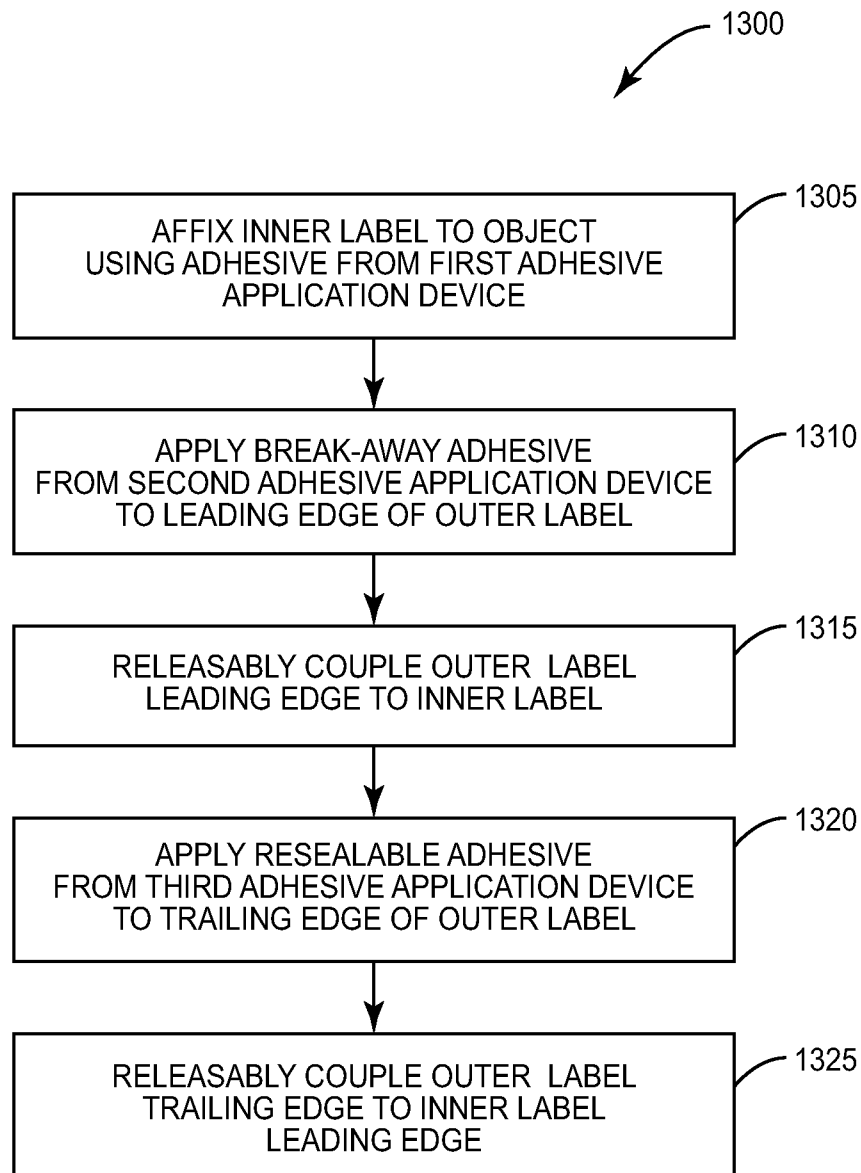 1300
1305
AFFIX INNER LABEL TO OBJECT
USING ADHESIVE FROM FIRST ADHESIVE
APPLICATION DEVICE
1310
APPLY BREAK-AWAY ADHESIVE
FROM SECOND ADHESIVE APPLICATION DEVICE
TO LEADING EDGE OF OUTER LABEL
1315
RELEASABLY COUPLE OUTER LABEL
LEADING EDGE TO INNER LABEL
1320
APPLY RESEALABLE ADHESIVE
FROM THIRD ADHESIVE APPLICATION DEVICE
TO TRAILING EDGE OF OUTER LABEL
1325
RELEASABLY COUPLE OUTER LABEL
TRAILING EDGE TO INNER LABEL
LEADING EDGE